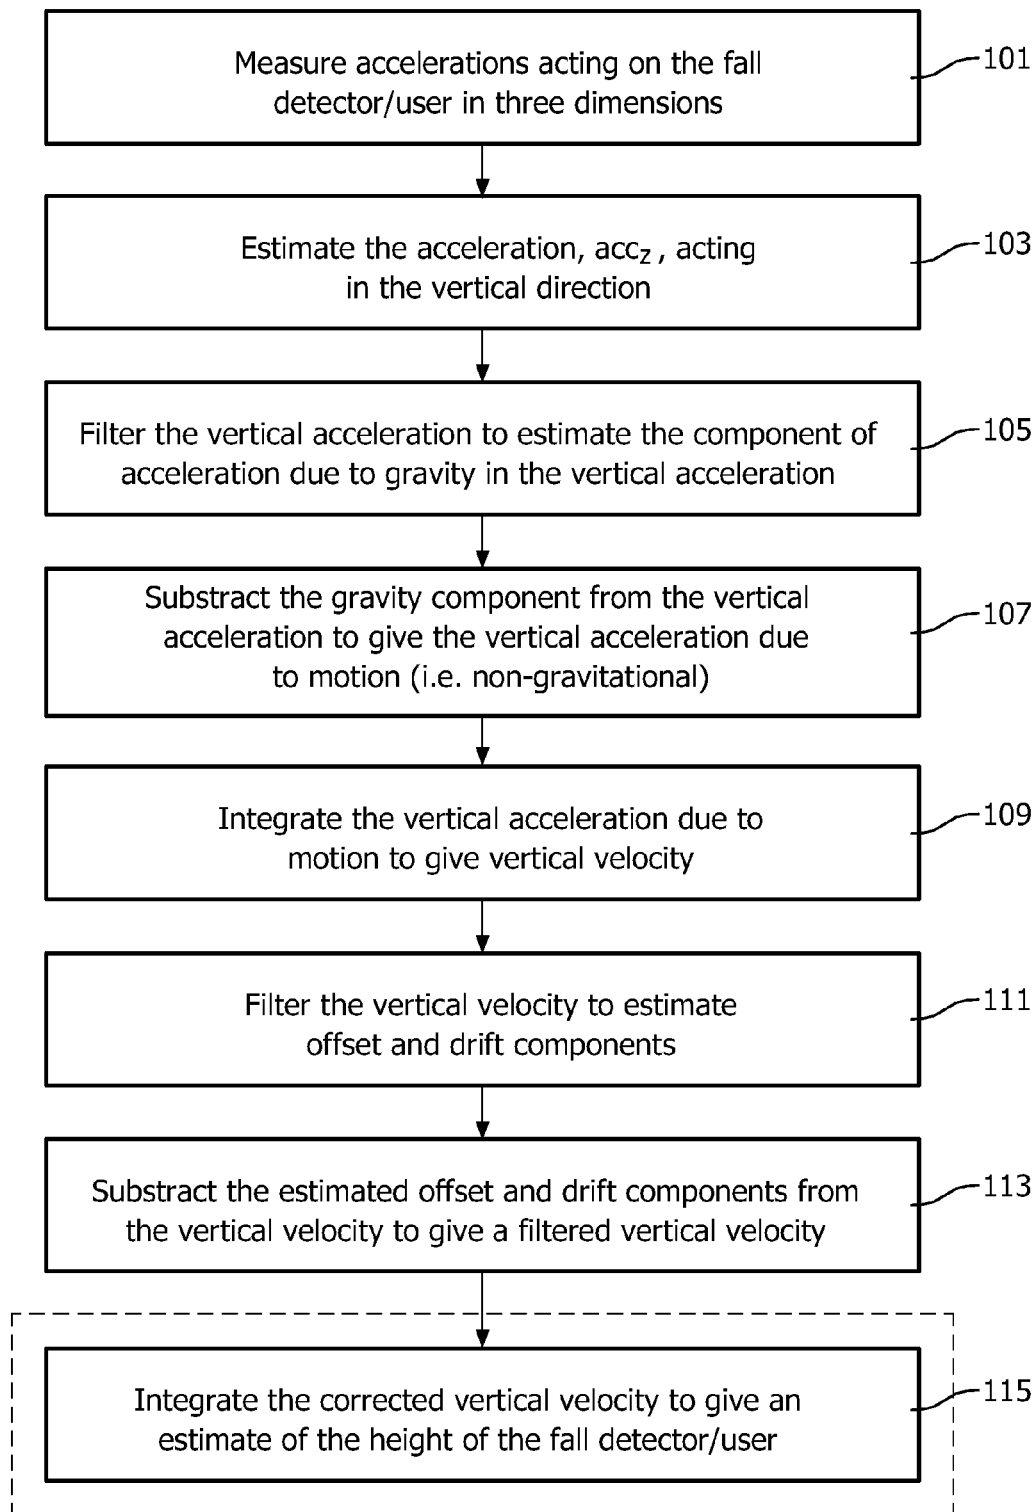 Measure accelerations acting on the fall
detector/user in three dimensions
101
Estimate the acceleration, accz , acting
in the vertical direction
103
Filter the vertical acceleration to estimate the component of
acceleration due to gravity in the vertical acceleration
105
Substract the gravity component from the vertical
acceleration to give the vertical acceleration due
to motion (i.e. non-gravitational)
107
Integrate the vertical acceleration due to
motion to give vertical velocity
109
Filter the vertical velocity to estimate
offset and drift components
111
Substract the estimated offset and drift components from
the vertical velocity to give a filtered vertical velocity
113
Integrate the corrected vertical velocity to give an
estimate of the height of the fall detector/user
115